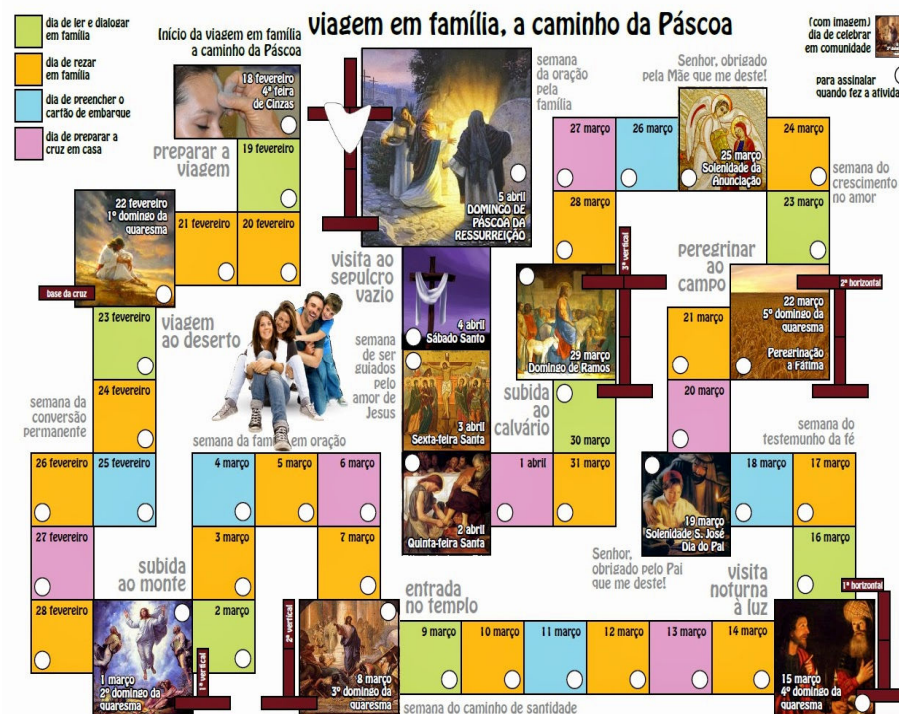 viagem em família, a caminho da Páscoa
dia de ler e dialogar
em família
dia de rezar
em família
dia de preencher o
cartão de embarque
dia de preparar a
cruz em casa
Início da viagem em família
a caminho da Páscoa
(com imagem)
dia de celebrar
em comunidade
para assinalar
quando fez a ativida
18 fevereiro
4ª feira
de Cinzas
preparar a
viagem
19 fevereiro
20 fevereiro
21 fevereiro
22 fevereiro
1º domingo da
quaresma
base da cruz
viagem
ao deserto
23 fevereiro
24 fevereiro
semana da
conversão
permanente
25 fevereiro
26 fevereiro
27 fevereiro
28 fevereiro
subida
ao monte
1 março
2º domingo da
quaresma
1ª vertical
2 março
3 março
4 março
semana da fam
em oração
5 março
6 março
7 março
2ª vertical
8 março
3º domingo da
quaresma
entrada
no templo
9 março
10 março
11 março
12 março
13 março
14 março
semana do caminho de santidade
15 março
4º domingo da
quaresma
1ª horizontal
visita
noturna
à luz
16 março
17 março
18 março
semana do
testemunho da fé
19 março
Solenidade S. José
Dia do Pai
Senhor,
obrigado pelo Pai
que me deste!
20 março
21 março
peregrinar
ao
campo
22 março
5º domingo da
quaresma
Peregrinação
a Fátima
2ª horizontal
23 março
24 março
semana do
crescimento
no amor
25 março
Solenidade da
Anunciação
Senhor, obrigado
pela Mãe que me deste!
26 março
27 março
28 março
semana
da oração
pela
família
29 março
Domingo de Ramos
3ª vertical
subida
ao
calvário
30 março
31 março
1 abril
2 abril
Quinta-feira Santa
3 abril
Sexta-feira Santa
semana
de ser
guiados
pelo
amor de
Jesus
4 abril
Sábado Santo
visita ao
sepulcro
vazio
5 abril
DOMINGO DE
PÁSCOA DA
RESSURREIÇÃO